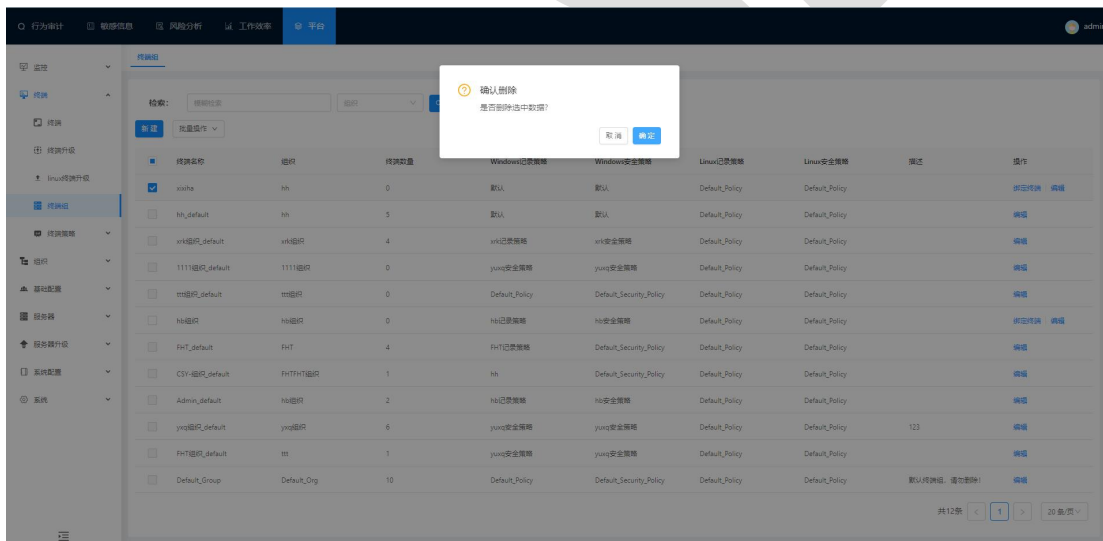 行为审计 敏感信息 风险分析 工作效率 平台 admin
监控
终端
终端
终端升级
linux终端升级
终端组
终端策略
组织
基础配置
服务器
服务器升级
系统配置
系统
终端组
检索: 模糊检索 组织
确认删除
是否删除选中数据?
取消 确定
新建 批量操作
终端名称 组织 终端数量 Windows记录策略 Windows安全策略 Linux记录策略 Linux安全策略 描述 操作
xixiha hh 0 默认 默认 Default_Policy Default_Policy 绑定终端 编辑
hh_default hh 5 默认 默认 Default_Policy Default_Policy 编辑
xrk组织_default xrk组织 4 xrk记录策略 xrk安全策略 Default_Policy Default_Policy 编辑
1111组织_default 1111组织 0 yuxq安全策略 yuxq安全策略 Default_Policy Default_Policy 编辑
tttt组织_default tttt组织 0 Default_Policy Default_Security_Policy Default_Policy Default_Policy 编辑
hb组织 hb组织 0 hb记录策略 hb安全策略 Default_Policy Default_Policy 绑定终端 编辑
FHT_default FHT 4 FHT记录策略 Default_Security_Policy Default_Policy Default_Policy 编辑
CSY-组织_default FHTFHT组织 1 hh Default_Security_Policy Default_Policy Default_Policy 编辑
Admin_default hb组织 2 hb记录策略 hb安全策略 Default_Policy Default_Policy 编辑
yxq组织_default yxq组织 6 yuxq安全策略 yuxq安全策略 Default_Policy Default_Policy 123 编辑
FHT组织_default ttt 1 yuxq安全策略 yuxq安全策略 Default_Policy Default_Policy 编辑
Default_Group Default_Org 10 Default_Policy Default_Security_Policy Default_Policy Default_Policy 默认终端组,请勿删除! 编辑
共12条 < 1 > 20 条/页